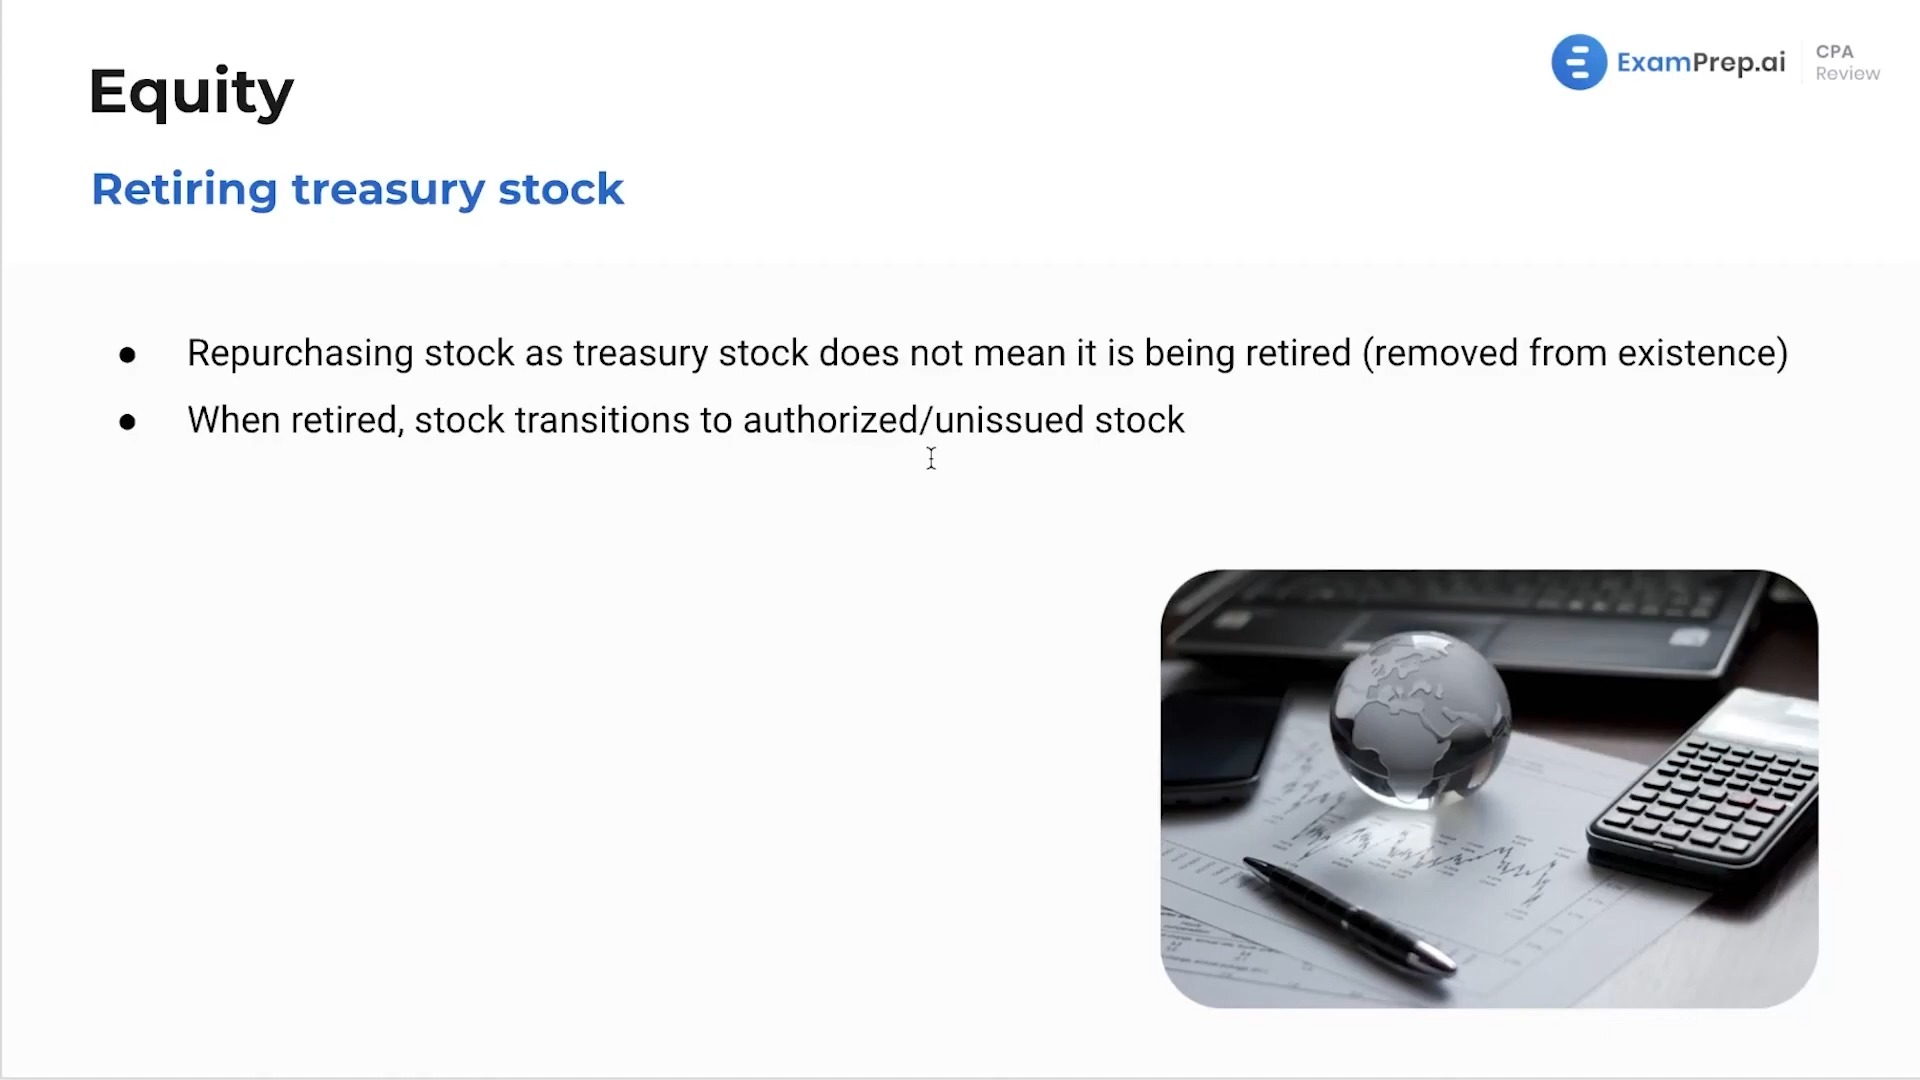 Equity
ExamPrep.ai
CPA
Review
Retiring treasury stock
● Repurchasing stock as treasury stock does not mean it is being retired (removed from existence)
● When retired, stock transitions to authorized/unissued stock